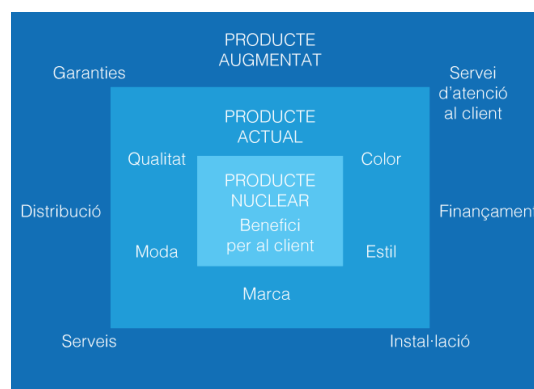 PRODUCTE
AUGMENTAT
Garanties
Servei
d'atenció
al client
PRODUCTE
ACTUAL
Qualitat
Color
PRODUCTE
NUCLEAR
Benefici
per al client
Distribució
Finançament
Moda
Estil
Marca
Serveis
Instal·lació